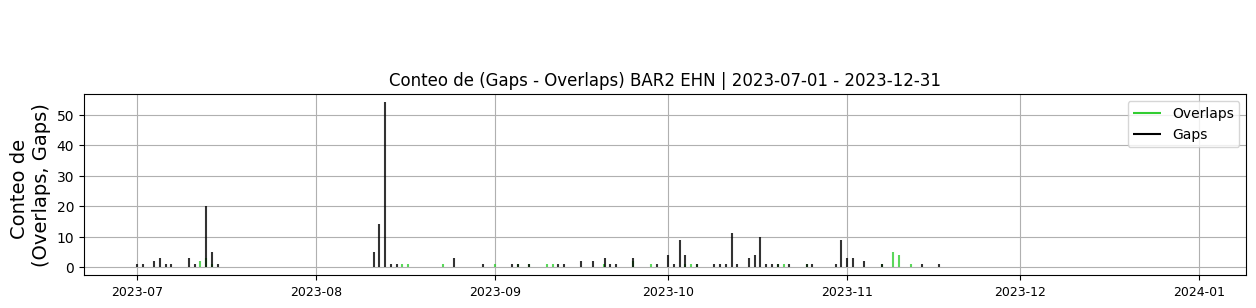 Conteo de (Gaps - Overlaps) BAR2 EHN | 2023-07-01 - 2023-12-31
Conteo de
(Overlaps, Gaps)
50
40
30
20
10
0
Overlaps
Gaps
2023-07
2023-08
2023-09
2023-10
2023-11
2023-12
2024-01